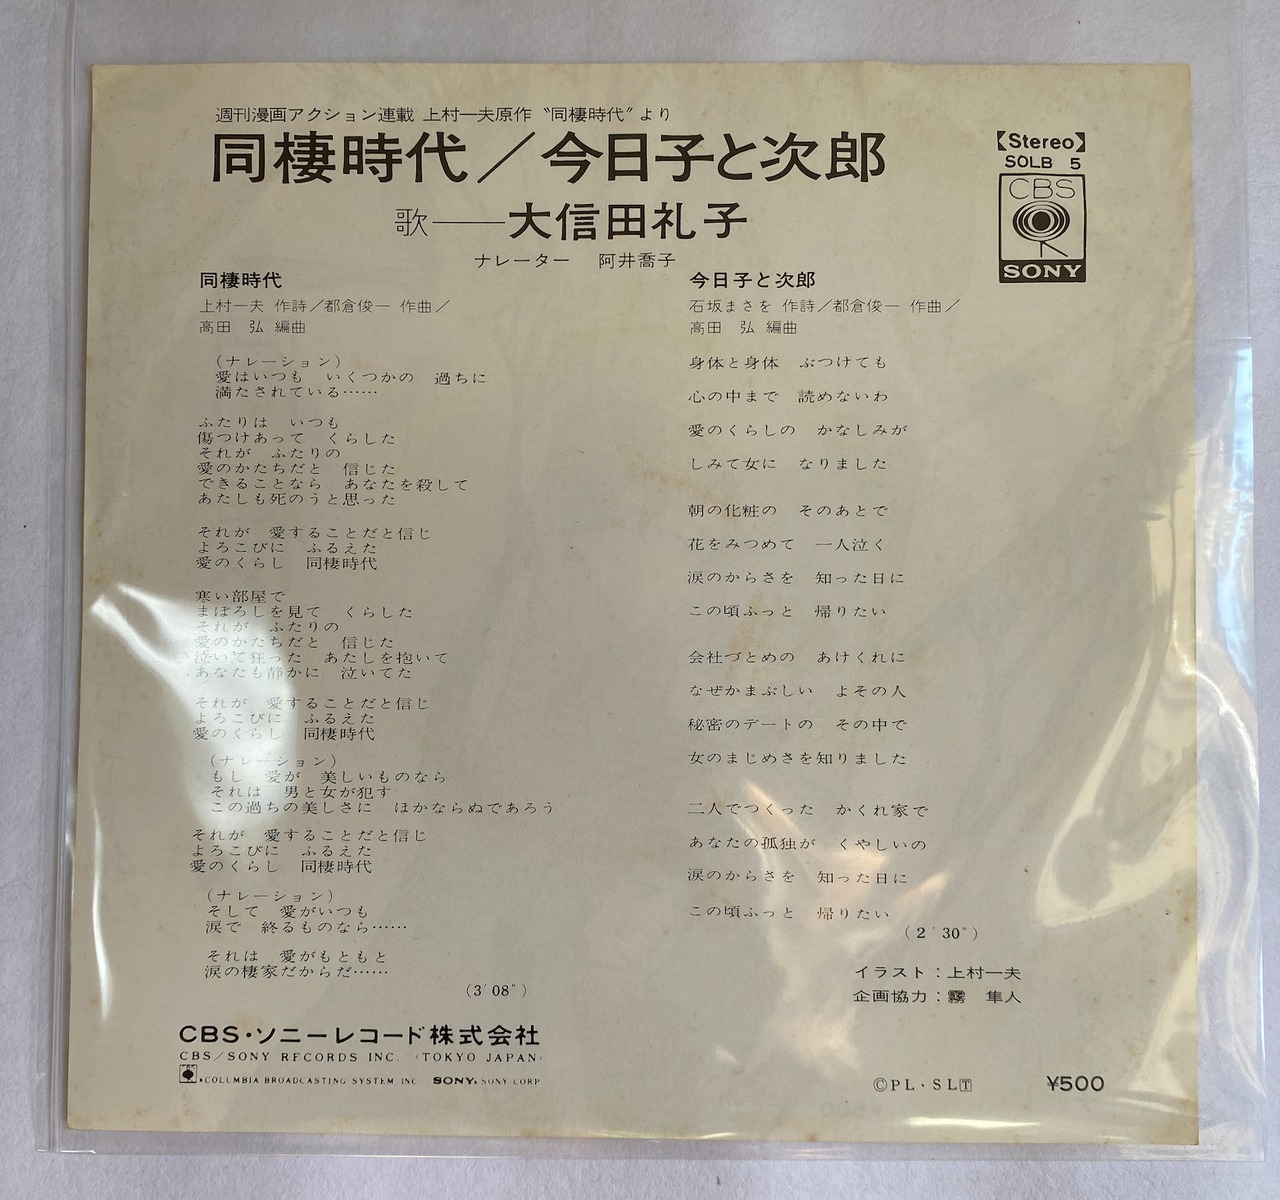 週刊漫画アクション連載 上村一夫原作 〝同棲時代〟より
同棲時代／今日子と次郎
歌——大信田礼子
ナレーター 阿井喬子
【Stereo】
SOLB 5
CBS
SONY
同棲時代
上村一夫 作詩／都倉俊一 作曲／
高田 弘 編曲
(ナレーション)
愛はいつも いくつかの 過ちに
満たされている……
ふたりは いつも
傷つけあって くらした
それが ふたりの
愛のかたちだと 信じた
できることなら あなたを殺して
あたしも死のうと思った
それが 愛することだと信じ
よろこびに ふるえた
愛のくらし 同棲時代
寒い部屋で
まぼろしを見て くらした
それが ふたりの
愛のかたちだと 信じた
泣いて狂った あたしを抱いて
あなたも静かに 泣いてた
それが 愛することだと信じ
よろこびに ふるえた
愛のくらし 同棲時代
(ナレーション)
もし 愛が 美しいものなら
それは 男と女が犯す
この過ちの美しさに ほかならぬであろう
それが 愛することだと信じ
よろこびに ふるえた
愛のくらし 同棲時代
(ナレーション)
そして 愛がいつも
涙で 終るものなら……
それは 愛がもともと
涙の棲家だからだ……
(3′08″)
今日子と次郎
石坂まさを 作詩／都倉俊一 作曲／
高田 弘 編曲
身体と身体 ぶつけても
心の中まで 読めないわ
愛のくらしの かなしみが
しみて女に なりました
朝の化粧の そのあとで
花をみつめて 一人泣く
涙のからさを 知った日に
この頃ふっと 帰りたい
会社づとめの あけくれに
なぜかまぶしい よその人
秘密のデートの その中で
女のまじめさを知りました
二人でつくった かくれ家で
あなたの孤独が くやしいの
涙のからさを 知った日に
この頃ふっと 帰りたい
(2′30″)
イラスト：上村一夫
企画協力：霧 隼人
CBS・ソニーレコード株式会社
CBS/SONY RECORDS INC. (TOKYO JAPAN)
COLUMBIA BROADCASTING SYSTEM INC SONY SONY CORP
ⒸPL・SL🅃
¥500